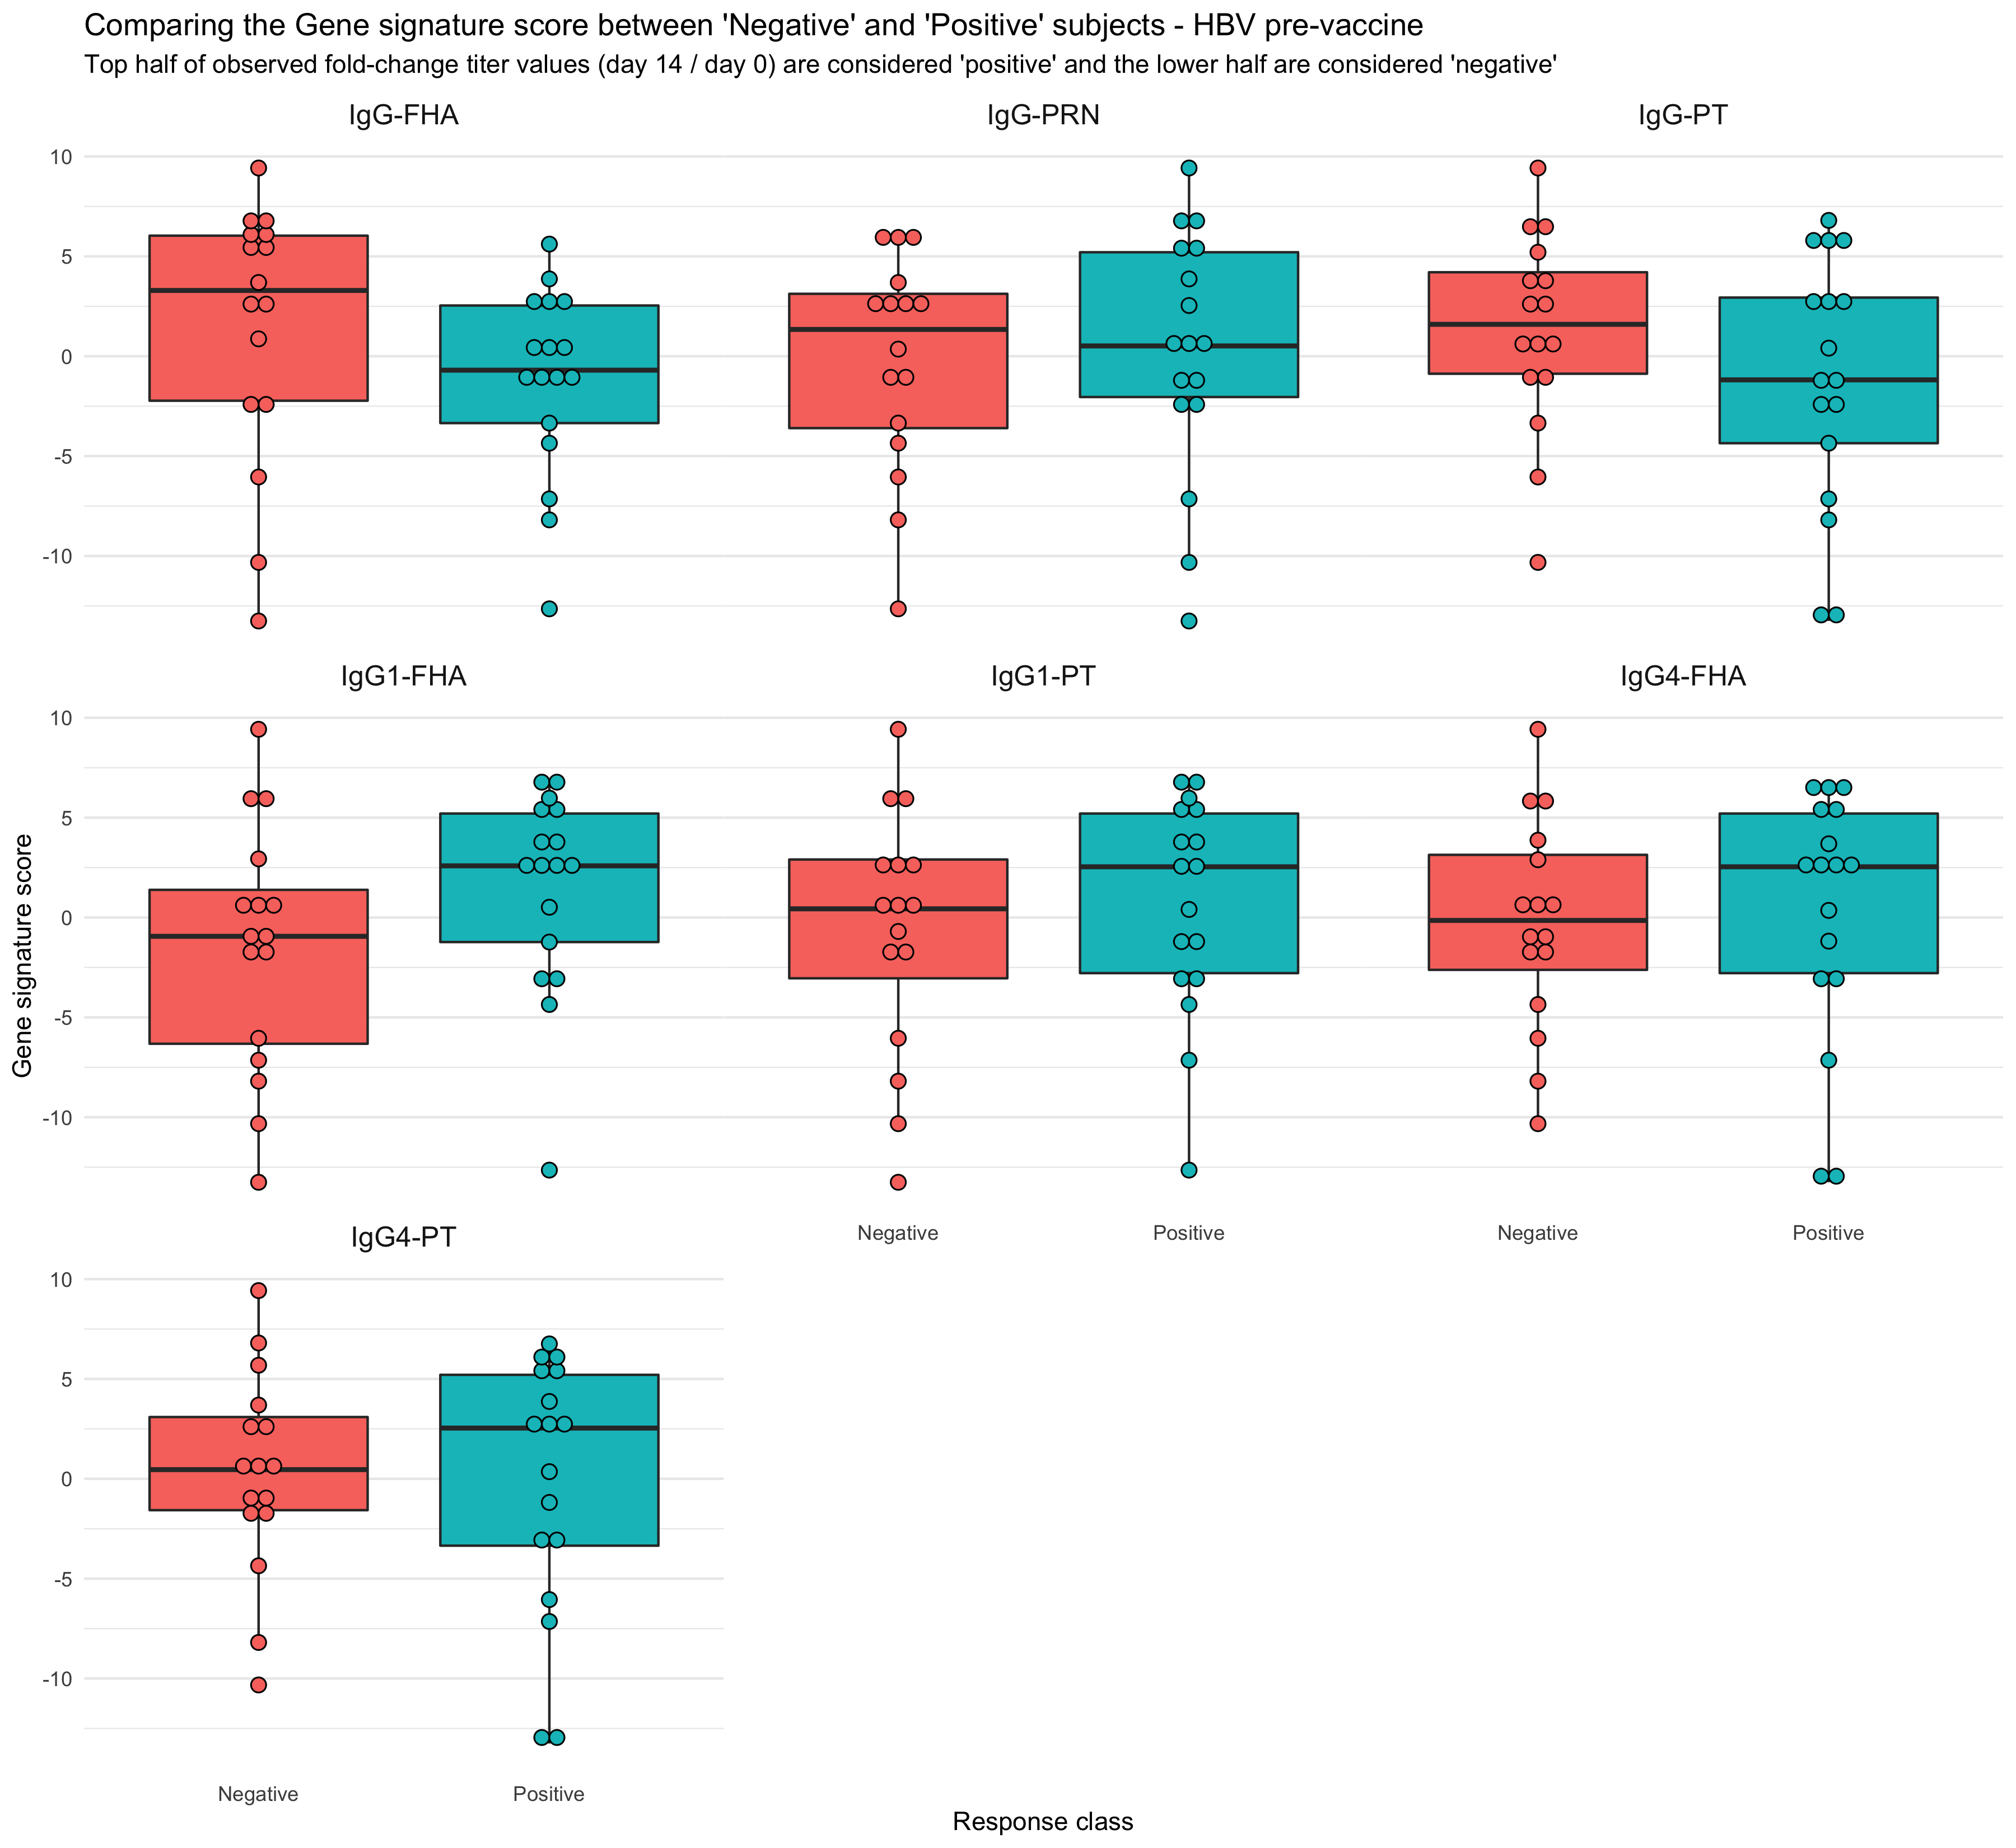 Comparing the Gene signature score between 'Negative' and 'Positive' subjects - HBV pre-vaccine
Top half of observed fold-change titer values (day 14 / day 0) are considered 'positive' and the lower half are considered 'negative'
IgG-FHA
IgG-PRN
IgG-PT
10
5
0
-5
-10
IgG1-FHA
IgG1-PT
IgG4-FHA
10
5
0
-5
-10
Gene signature score
Negative
Positive
Negative
Positive
IgG4-PT
10
5
0
-5
-10
Negative
Positive
Response class